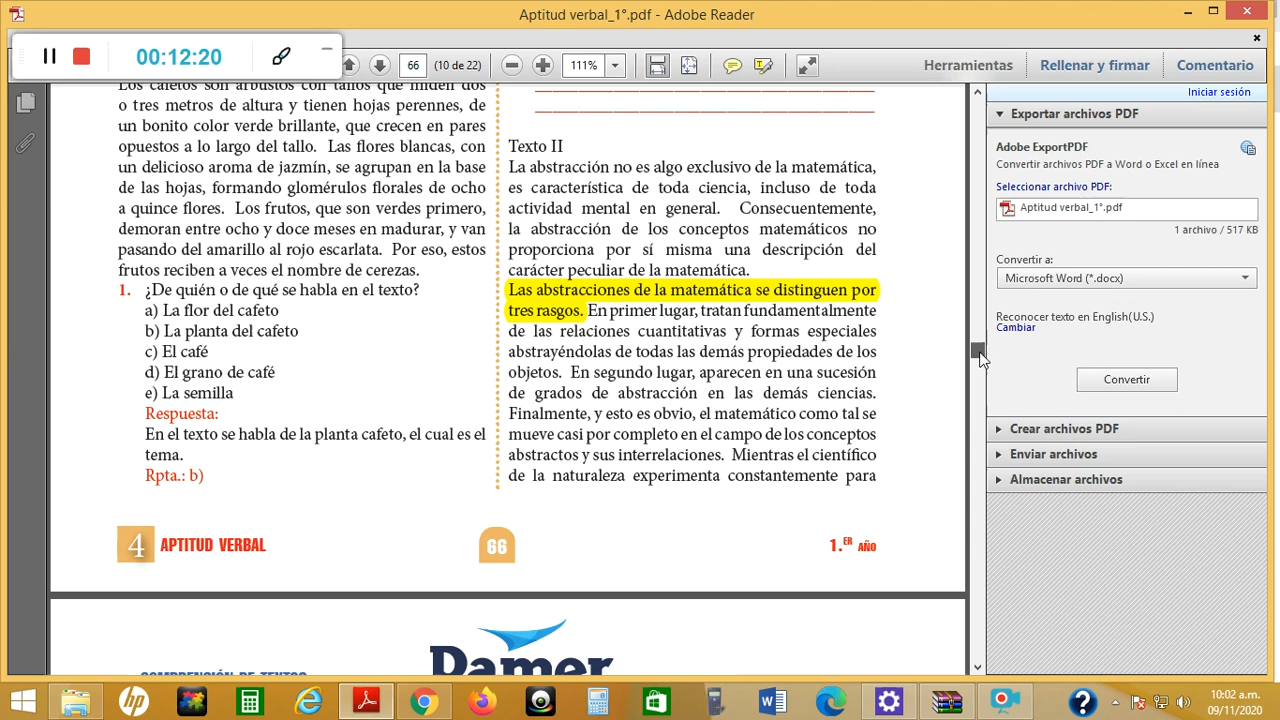 Aptitud verbal_1°.pdf - Adobe Reader
00:12:20
66
(10 de 22)
111%
Herramientas
Rellenar y firmar
Comentario
Los cafetos son arbustos con tallos que miden dos
o tres metros de altura y tienen hojas perennes, de
un bonito color verde brillante, que crecen en pares
opuestos a lo largo del tallo. Las flores blancas, con
un delicioso aroma de jazmín, se agrupan en la base
de las hojas, formando glomérulos florales de ocho
a quince flores. Los frutos, que son verdes primero,
demoran entre ocho y doce meses en madurar, y van
pasando del amarillo al rojo escarlata. Por eso, estos
frutos reciben a veces el nombre de cerezas.
1. ¿De quién o de qué se habla en el texto?
a) La flor del cafeto
b) La planta del cafeto
c) El café
d) El grano de café
e) La semilla
Respuesta:
En el texto se habla de la planta cafeto, el cual es el
tema.
Rpta.: b)
Texto II
La abstracción no es algo exclusivo de la matemática,
es característica de toda ciencia, incluso de toda
actividad mental en general. Consecuentemente,
la abstracción de los conceptos matemáticos no
proporciona por sí misma una descripción del
carácter peculiar de la matemática.
Las abstracciones de la matemática se distinguen por
tres rasgos. En primer lugar, tratan fundamentalmente
de las relaciones cuantitativas y formas especiales
abstrayéndolas de todas las demás propiedades de los
objetos. En segundo lugar, aparecen en una sucesión
de grados de abstracción en las demás ciencias.
Finalmente, y esto es obvio, el matemático como tal se
mueve casi por completo en el campo de los conceptos
abstractos y sus interrelaciones. Mientras el científico
de la naturaleza experimenta constantemente para
4 APTITUD VERBAL
66
1.ER AÑO
COMPRENSIÓN DE TEXTOS
Damer
Iniciar sesión
Exportar archivos PDF
Adobe ExportPDF
Convertir archivos PDF a Word o Excel en línea
Seleccionar archivo PDF:
Aptitud verbal_1°.pdf
1 archivo / 517 KB
Convertir a:
Microsoft Word (*.docx)
Reconocer texto en English(U.S.)
Cambiar
Convertir
Crear archivos PDF
Enviar archivos
Almacenar archivos
10:02 a.m.
09/11/2020